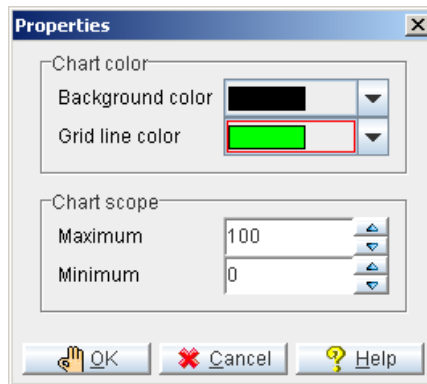 Properties
Chart color
Background color
Grid line color
Chart scope
Maximum 100
Minimum 0
OK Cancel Help